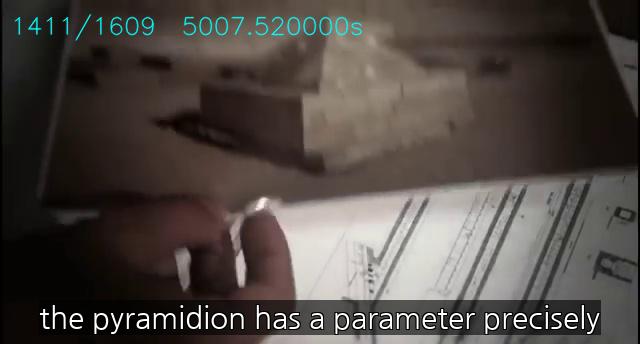 1411/1609 5007.520000s
the pyramidion has a parameter precisely